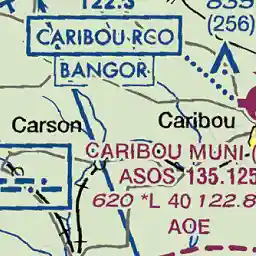 122.3
835
(256)
CARIBOU RCO
BANGOR
Carson
Caribou
CARIBOU MUNI (
ASOS 135.125
620 *L 40 122.8
AOE